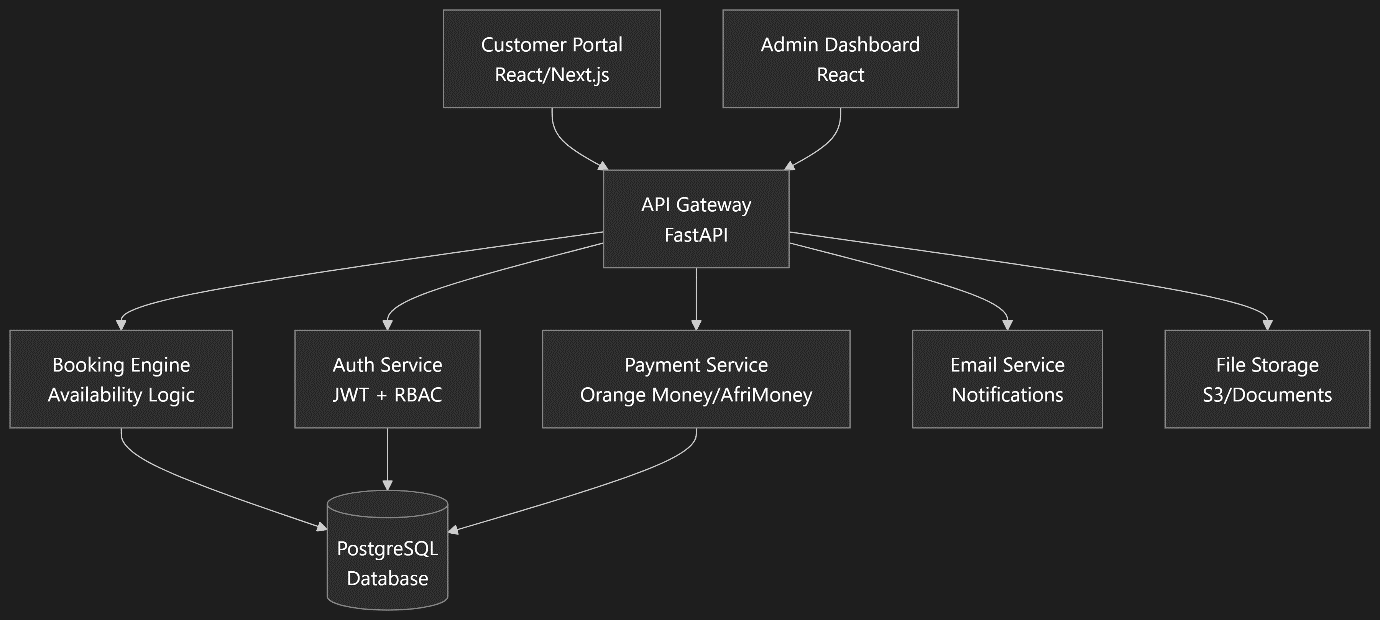 Customer Portal
React/Next.js
Admin Dashboard
React
API Gateway
FastAPI
Booking Engine
Availability Logic
Auth Service
JWT + RBAC
Payment Service
Orange Money/AfriMoney
Email Service
Notifications
File Storage
S3/Documents
PostgreSQL
Database